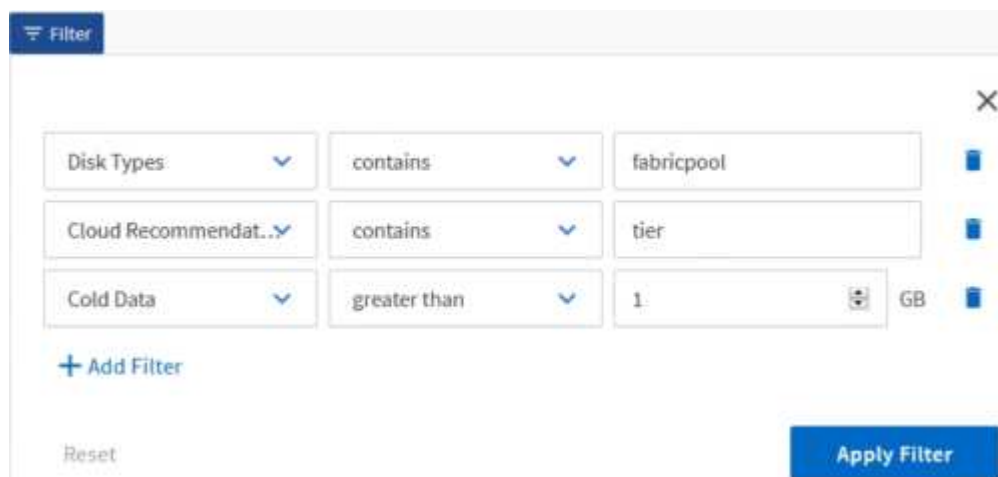 Filter
Disk Types contains fabricpool
Cloud Recommendat... contains tier
Cold Data greater than 1 GB
+ Add Filter
Reset Apply Filter